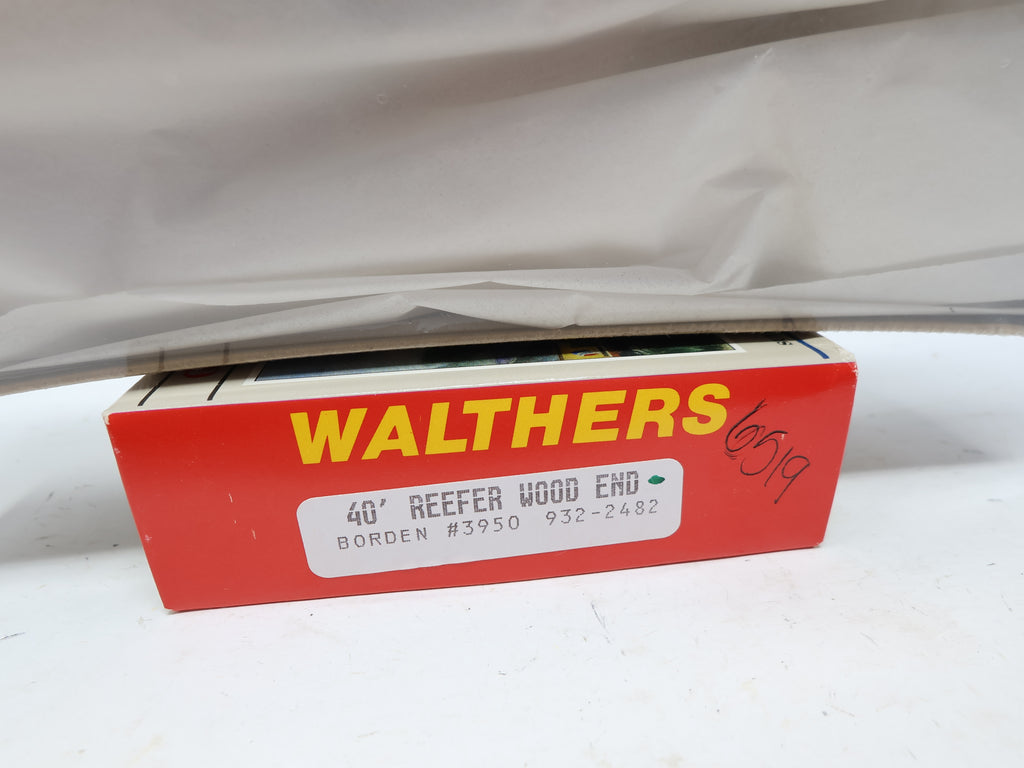 WALTHERS
6519
40' REEFER WOOD END
BORDEN #3950 932-2482